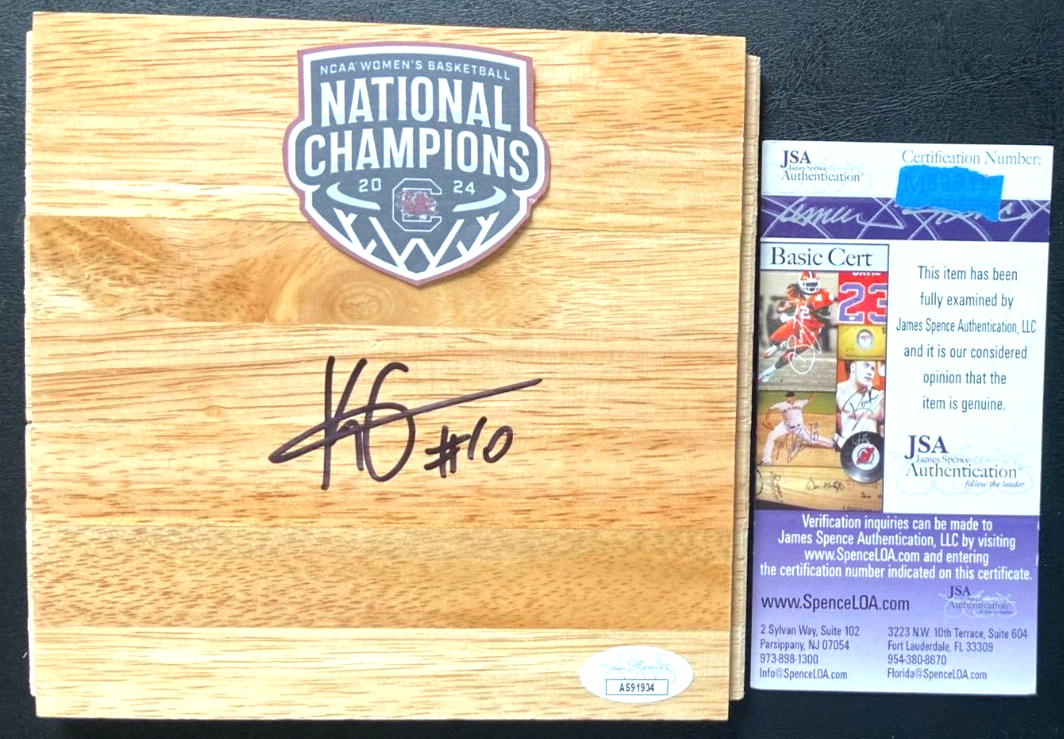 NCAA WOMEN'S BASKETBALL
NATIONAL
CHAMPIONS
20 24
C
#10
AS91934
JSA
James Spence
Authentication
Certification Number:
Basic Cert
23
This item has been
fully examined by
James Spence Authentication, LLC
and it is our considered
opinion that the
item is genuine.
JSA
James Spence
Authentication
follow the leader
Verification inquiries can be made to
James Spence Authentication, LLC by visiting
www.SpenceLOA.com and entering
the certification number indicated on this certificate.
www.SpenceLOA.com
JSA
Authentication
2 Sylvan Way, Suite 102
Parsippany, NJ 07054
973-898-1300
Info@SpenceLOA.com
3223 N.W. 10th Terrace, Suite 604
Fort Lauderdale, FL 33309
954-380-8670
Florida@SpenceLOA.com